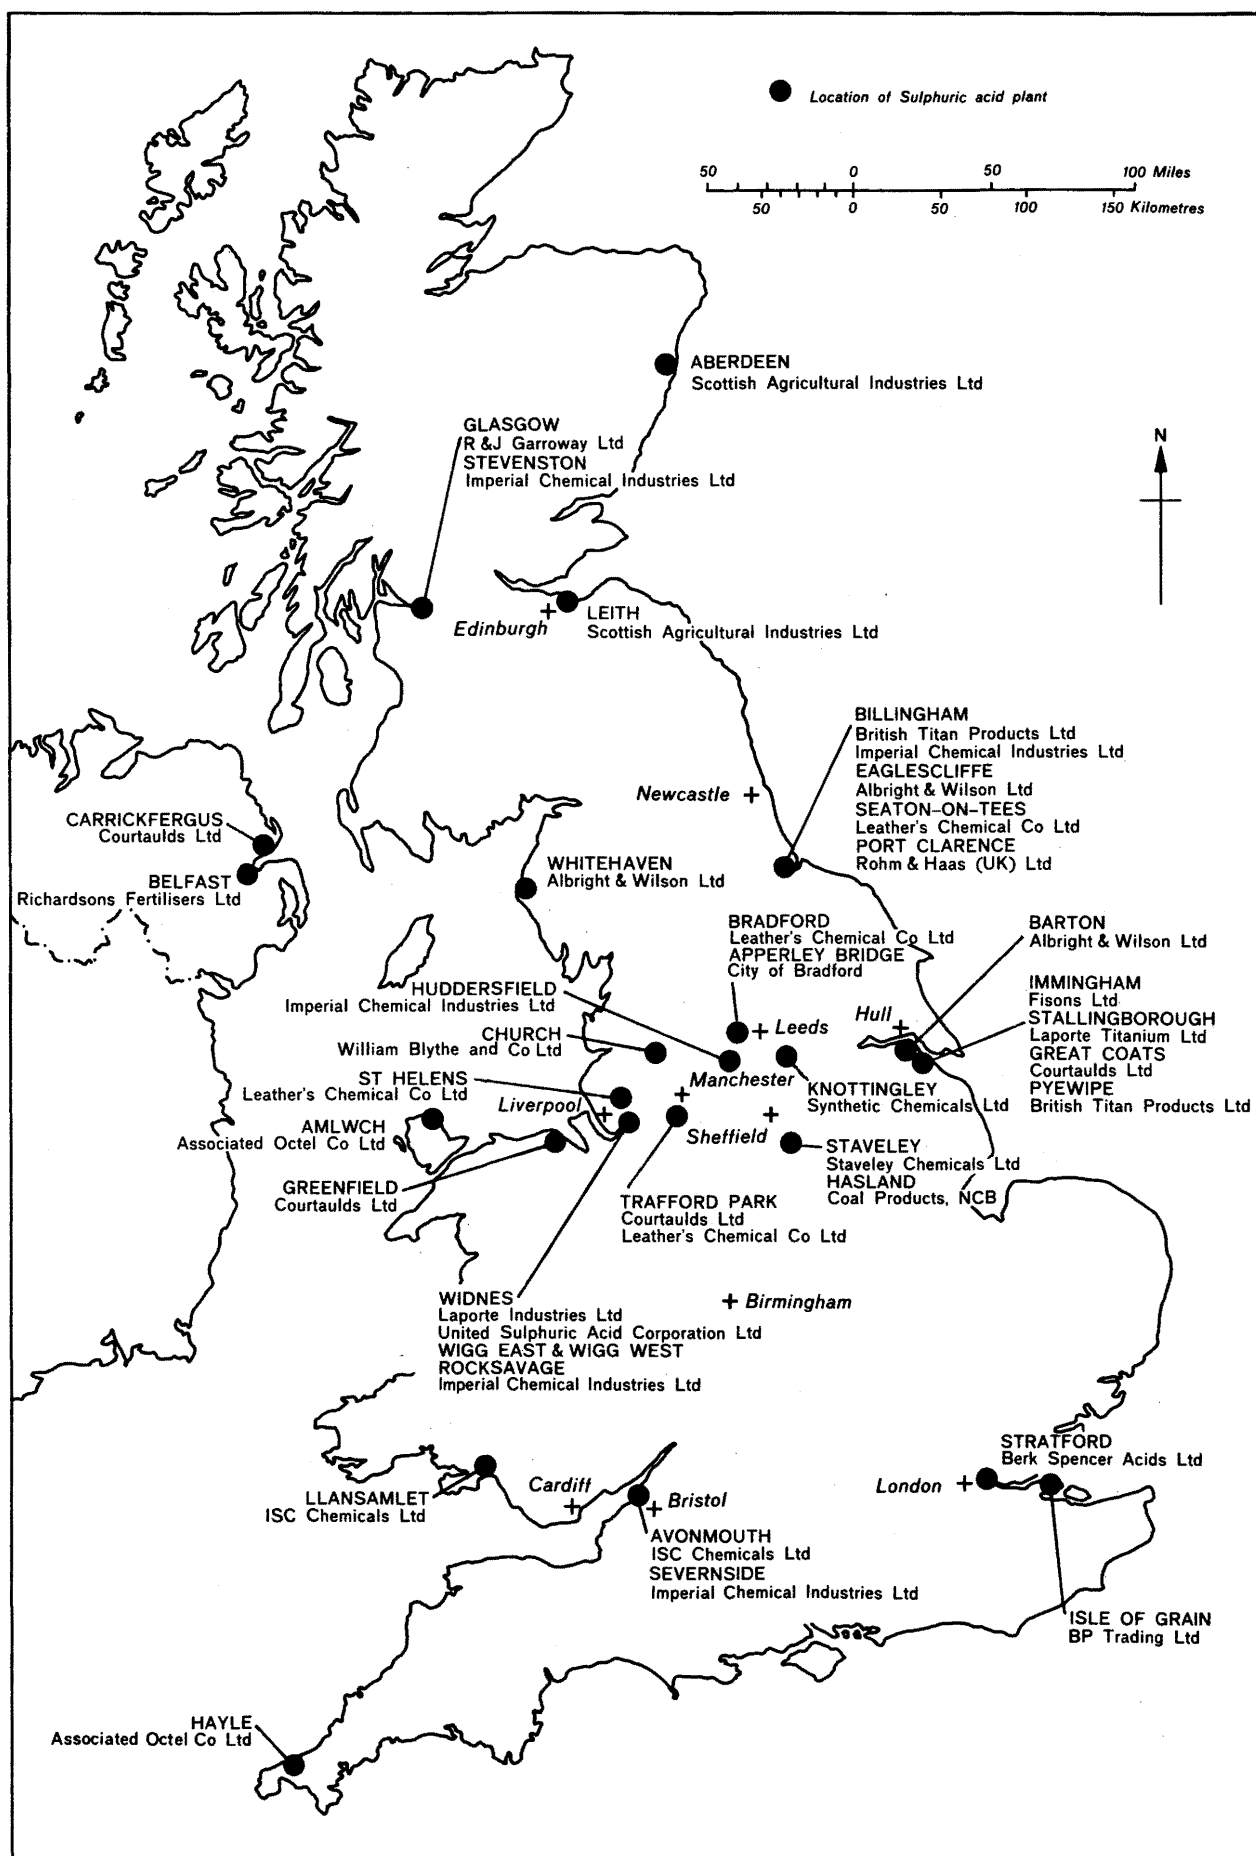 Location of Sulphuric acid plant
50 0 50 100 Miles
50 0 50 100 150 Kilometres
ABERDEEN
Scottish Agricultural Industries Ltd
GLASGOW
R & J Garroway Ltd
STEVENSTON
Imperial Chemical Industries Ltd
N
Edinburgh
LEITH
Scottish Agricultural Industries Ltd
BILLINGHAM
British Titan Products Ltd
Imperial Chemical Industries Ltd
EAGLESCLIFFE
Albright & Wilson Ltd
SEATON-ON-TEES
Leather's Chemical Co Ltd
PORT CLARENCE
Rohm & Haas (UK) Ltd
Newcastle
CARRICKFERGUS
Courtaulds Ltd
BELFAST
Richardsons Fertilisers Ltd
WHITEHAVEN
Albright & Wilson Ltd
BRADFORD
Leather's Chemical Co Ltd
APPERLEY BRIDGE
City of Bradford
BARTON
Albright & Wilson Ltd
HUDDERSFIELD
Imperial Chemical Industries Ltd
IMMINGHAM
Fisons Ltd
STALLINGBOROUGH
Laporte Titanium Ltd
GREAT COATS
Courtaulds Ltd
PYEWIPE
British Titan Products Ltd
Hull
Leeds
CHURCH
William Blythe and Co Ltd
Manchester
ST HELENS
Leather's Chemical Co Ltd
KNOTTINGLEY
Synthetic Chemicals Ltd
Liverpool
AMLWCH
Associated Octel Co Ltd
Sheffield
STAVELEY
Staveley Chemicals Ltd
HASLAND
Coal Products, NCB
GREENFIELD
Courtaulds Ltd
TRAFFORD PARK
Courtaulds Ltd
Leather's Chemical Co Ltd
WIDNES
Laporte Industries Ltd
United Sulphuric Acid Corporation Ltd
WIGG EAST & WIGG WEST
ROCKSAVAGE
Imperial Chemical Industries Ltd
Birmingham
STRATFORD
Berk Spencer Acids Ltd
London
LLANSAMLET
ISC Chemicals Ltd
Cardiff
Bristol
AVONMOUTH
ISC Chemicals Ltd
SEVERNSIDE
Imperial Chemical Industries Ltd
ISLE OF GRAIN
BP Trading Ltd
HAYLE
Associated Octel Co Ltd